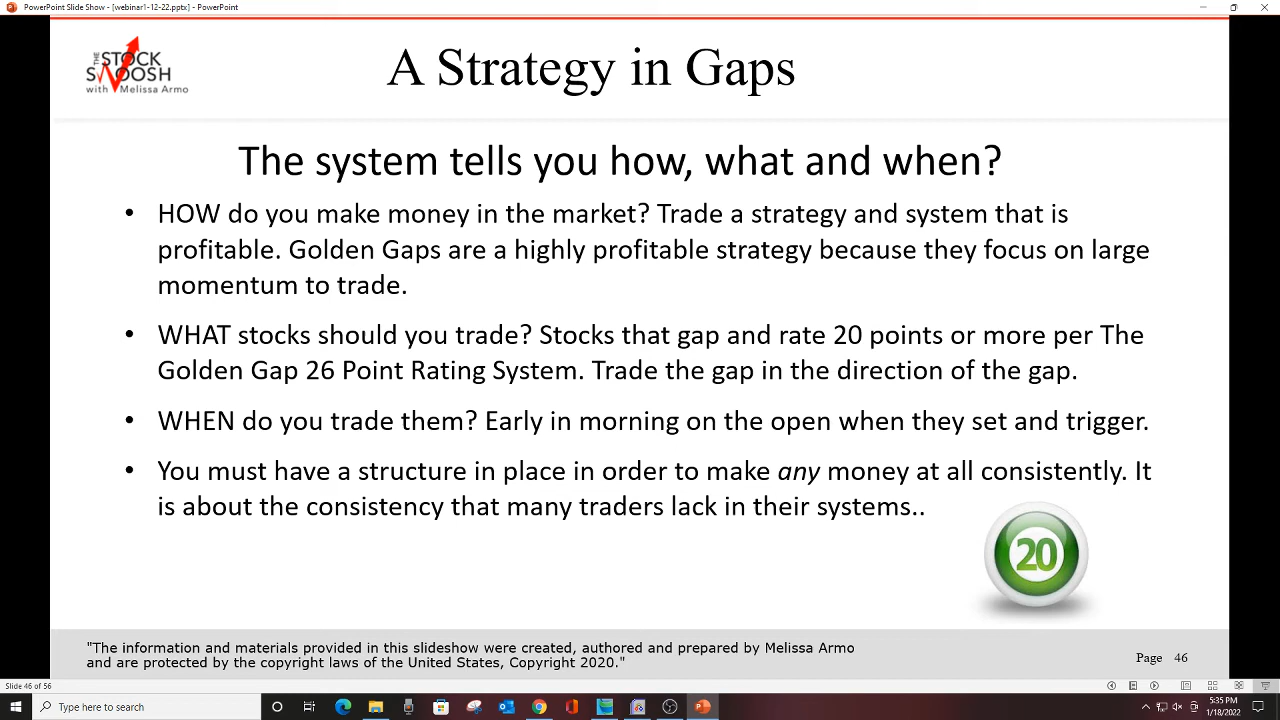 PowerPoint Slide Show - [webinar1-12-22.pptx] - PowerPoint
THE
STOCK
SWOOSH
with Melissa Armo
A Strategy in Gaps
The system tells you how, what and when?
• HOW do you make money in the market? Trade a strategy and system that is
profitable. Golden Gaps are a highly profitable strategy because they focus on large
momentum to trade.
• WHAT stocks should you trade? Stocks that gap and rate 20 points or more per The
Golden Gap 26 Point Rating System. Trade the gap in the direction of the gap.
• WHEN do you trade them? Early in morning on the open when they set and trigger.
• You must have a structure in place in order to make any money at all consistently. It
is about the consistency that many traders lack in their systems..
20
"The information and materials provided in this slideshow were created, authored and prepared by Melissa Armo
and are protected by the copyright laws of the United States, Copyright 2020."
Page 46
Slide 46 of 56
Type here to search
5:35 PM
1/18/2022